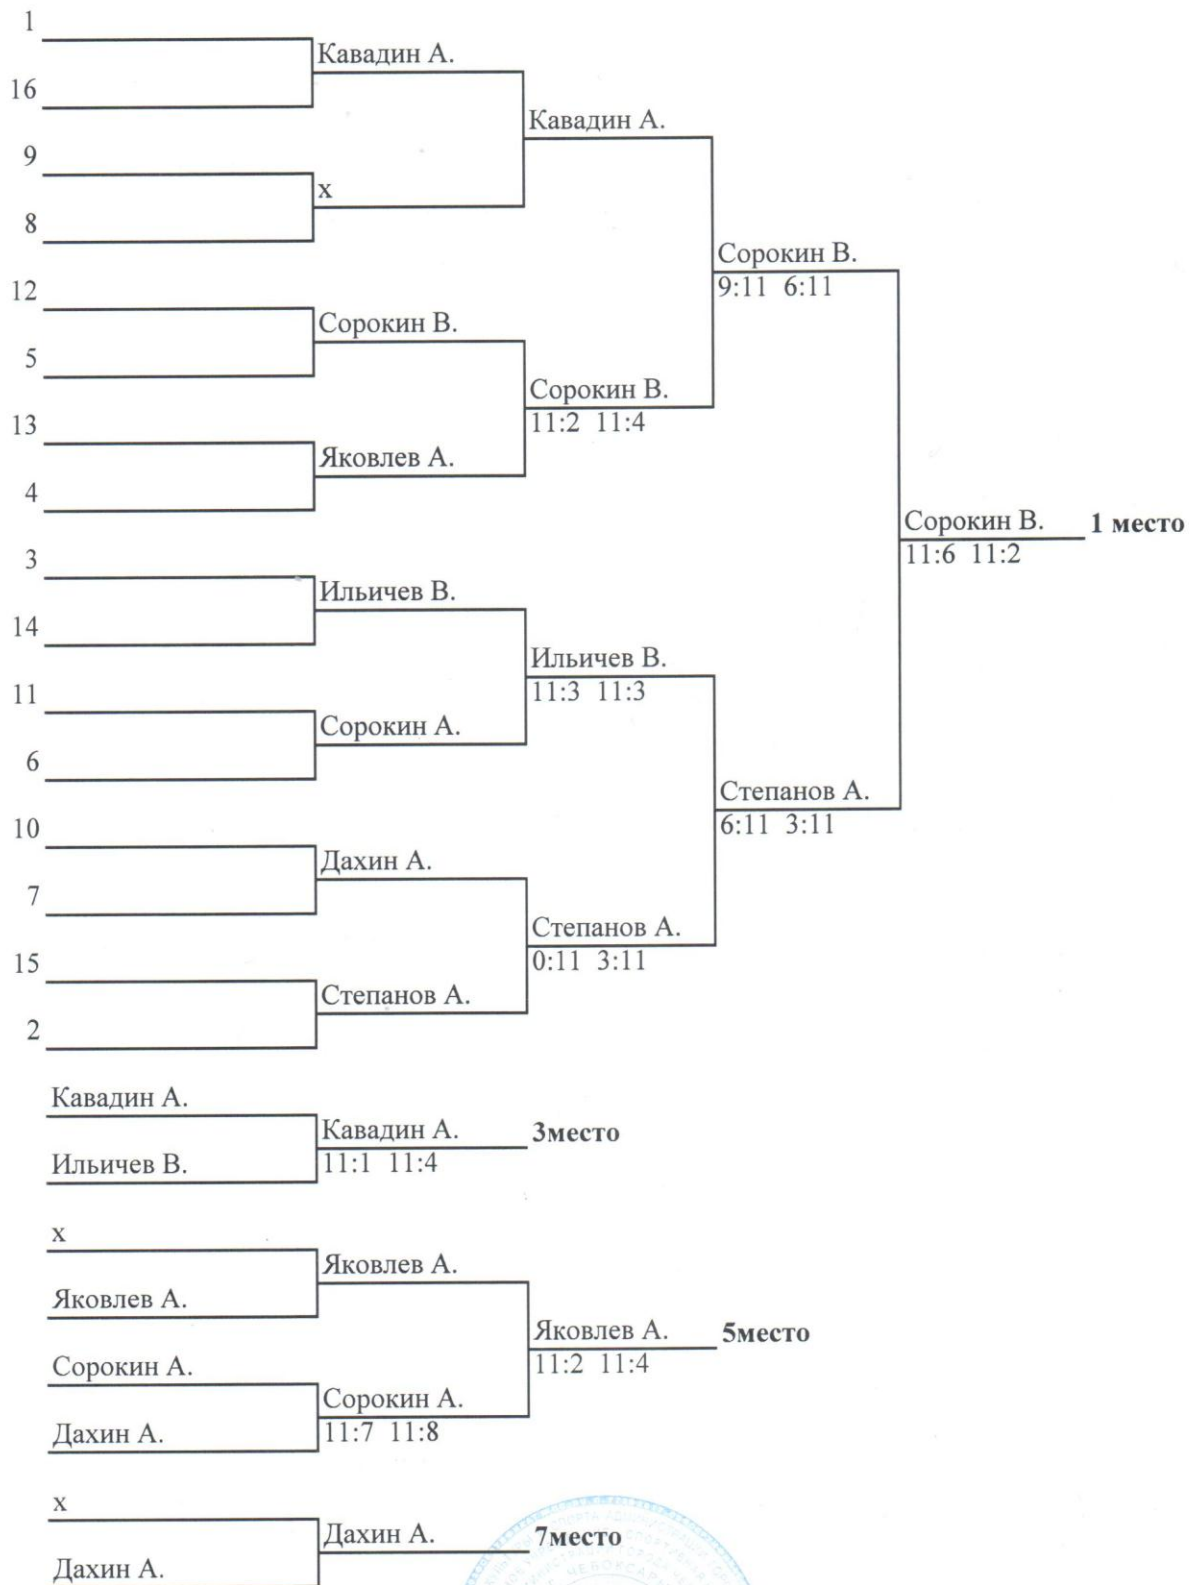 1
Кавадин А.
16
Кавадин А.
9
х
8
Сорокин В.
9:11 6:11
12
Сорокин В.
5
Сорокин В.
11:2 11:4
13
Яковлев А.
4
Сорокин В. 1 место
11:6 11:2
3
Ильичев В.
14
Ильичев В.
11:3 11:3
11
Сорокин А.
6
Степанов А.
6:11 3:11
10
Дахин А.
7
Степанов А.
0:11 3:11
15
Степанов А.
2
Кавадин А.
Кавадин А. 3место
Ильичев В. 11:1 11:4
х
Яковлев А.
Яковлев А.
Яковлев А. 5место
11:2 11:4
Сорокин А.
Сорокин А.
Дахин А. 11:7 11:8
х
Дахин А. 7место
Дахин А.